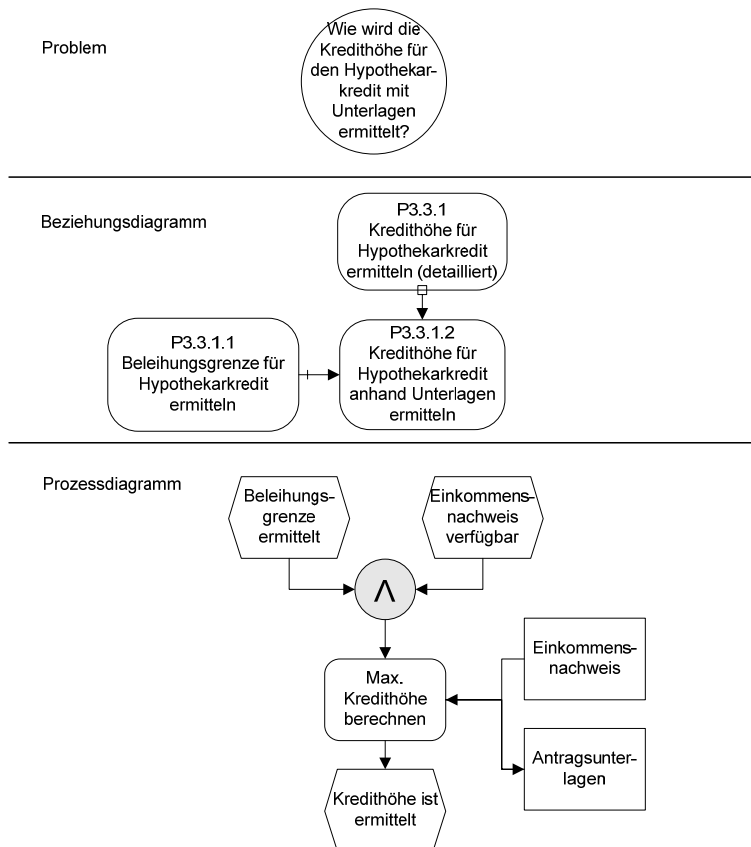 Problem
Wie wird die
Kredithöhe für
den Hypothekar-
kredit mit
Unterlagen
ermittelt?
Beziehungsdiagramm
P3.3.1
Kredithöhe für
Hypothekarkredit
ermitteln (detailliert)
P3.3.1.1
Beleihungsgrenze für
Hypothekarkredit
ermitteln
P3.3.1.2
Kredithöhe für
Hypothekarkredit
anhand Unterlagen
ermitteln
Prozessdiagramm
Beleihungs-
grenze
ermittelt
Einkommens-
nachweis
verfügbar
Λ
Max.
Kredithöhe
berechnen
Einkommens-
nachweis
Antragsunter-
lagen
Kredithöhe ist
ermittelt